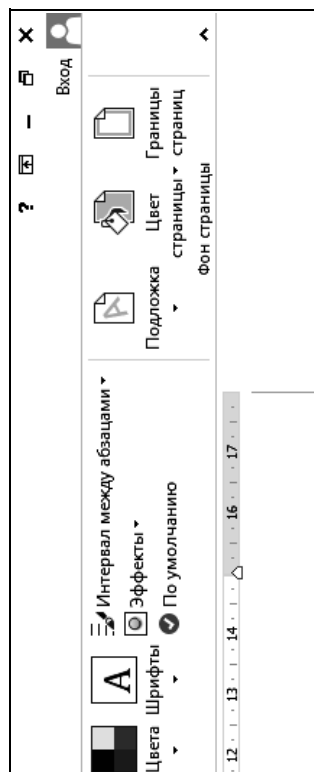 ?
Вход
Цвета
Шрифты
Интервал между абзацами
Эффекты
По умолчанию
Подложка
Цвет
страницы
Границы
страниц
Фон страницы
12 13 14 16 17